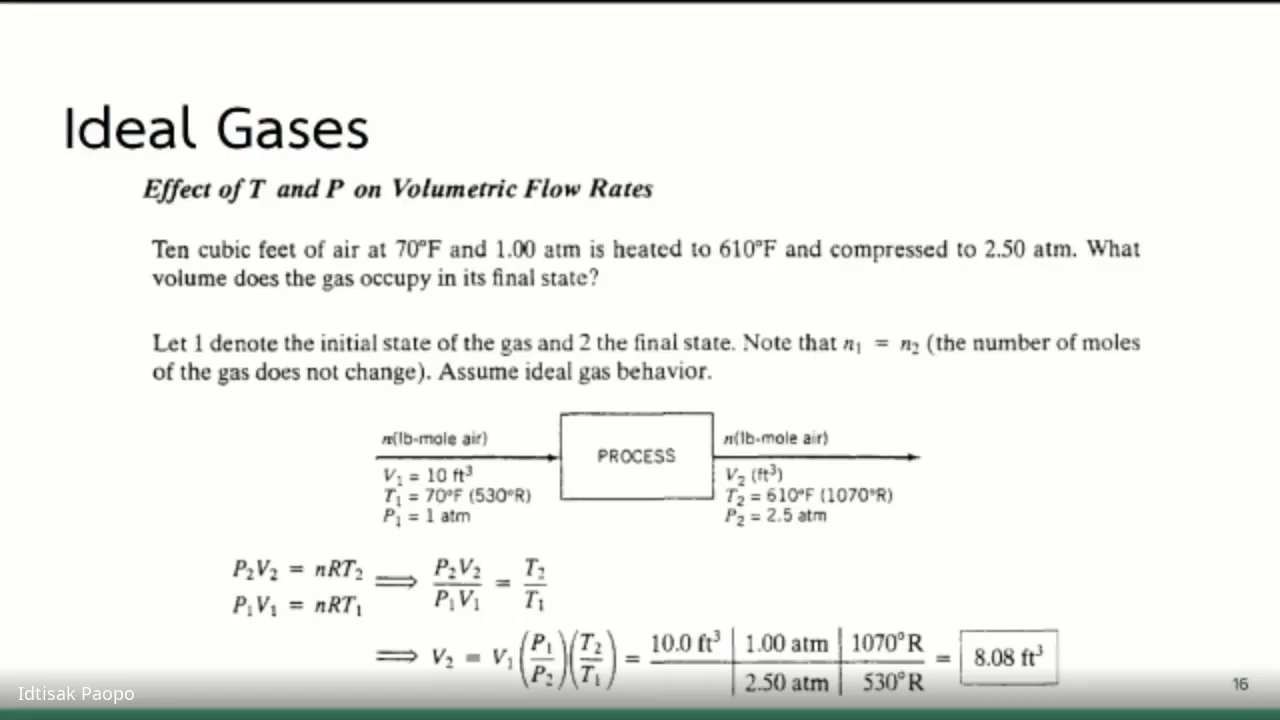 Ideal Gases
Effect of T and P on Volumetric Flow Rates
Ten cubic feet of air at 70°F and 1.00 atm is heated to 610°F and compressed to 2.50 atm. What
volume does the gas occupy in its final state?
Let 1 denote the initial state of the gas and 2 the final state. Note that n₁ = n₂ (the number of moles
of the gas does not change). Assume ideal gas behavior.
n(lb-mole air)
V₁ = 10 ft³
T₁ = 70°F (530°R)
P₁ = 1 atm
PROCESS
n(lb-mole air)
V₂ (ft³)
T₂ = 610°F (1070°R)
P₂ = 2.5 atm
P₂V₂ = nRT₂
P₁V₁ = nRT₁
⟹ P₂V₂ / P₁V₁ = T₂ / T₁
⟹ V₂ = V₁ (P₁/P₂)(T₂/T₁) = 10.0 ft³ | 1.00 atm | 1070°R / | 2.50 atm | 530°R = 8.08 ft³
Idtisak Paopo
16